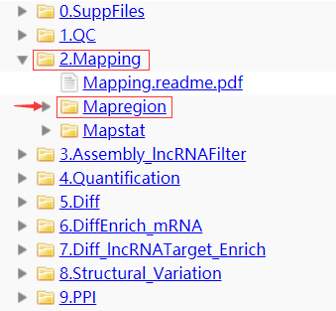 0.SuppFiles
1.QC
2.Mapping
Mapping.readme.pdf
Mapregion
Mapstat
3.Assembly_lncRNAFilter
4.Quantification
5.Diff
6.DiffEnrich_mRNA
7.Diff_lncRNATarget_Enrich
8.Structural_Variation
9.PPI